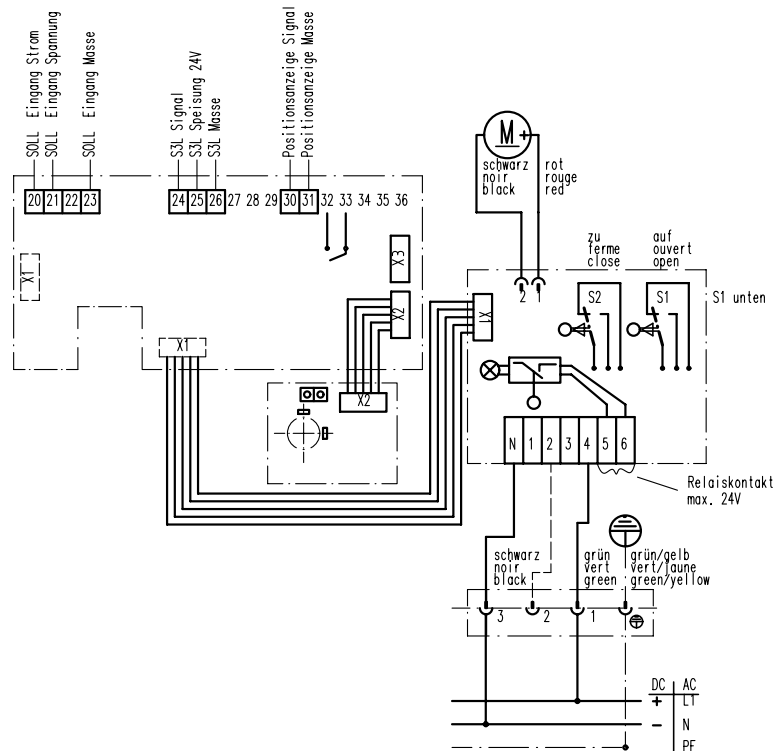 SOLL Eingang Strom
SOLL Eingang Spannung
SOLL Eingang Masse
S3L Signal
S3L Speisung 24V
S3L Masse
Positionsanzeige Signal
Positionsanzeige Masse
20 21 22 23 24 25 26 27 28 29 30 31 32 33 34 35 36
M +
schwarz
noir
black
rot
rouge
red
X1
X3
X2
X1
X2
X1
2 1
zu
ferme
close
auf
ouvert
open
S2
S1
S1 unten
N 1 2 3 4 5 6
Relaiskontakt
max. 24V
schwarz
noir
black
grün
vert
green
grün/gelb
vert/jaune
green/yellow
3 2 1
DC AC
+ L1
- N
PE